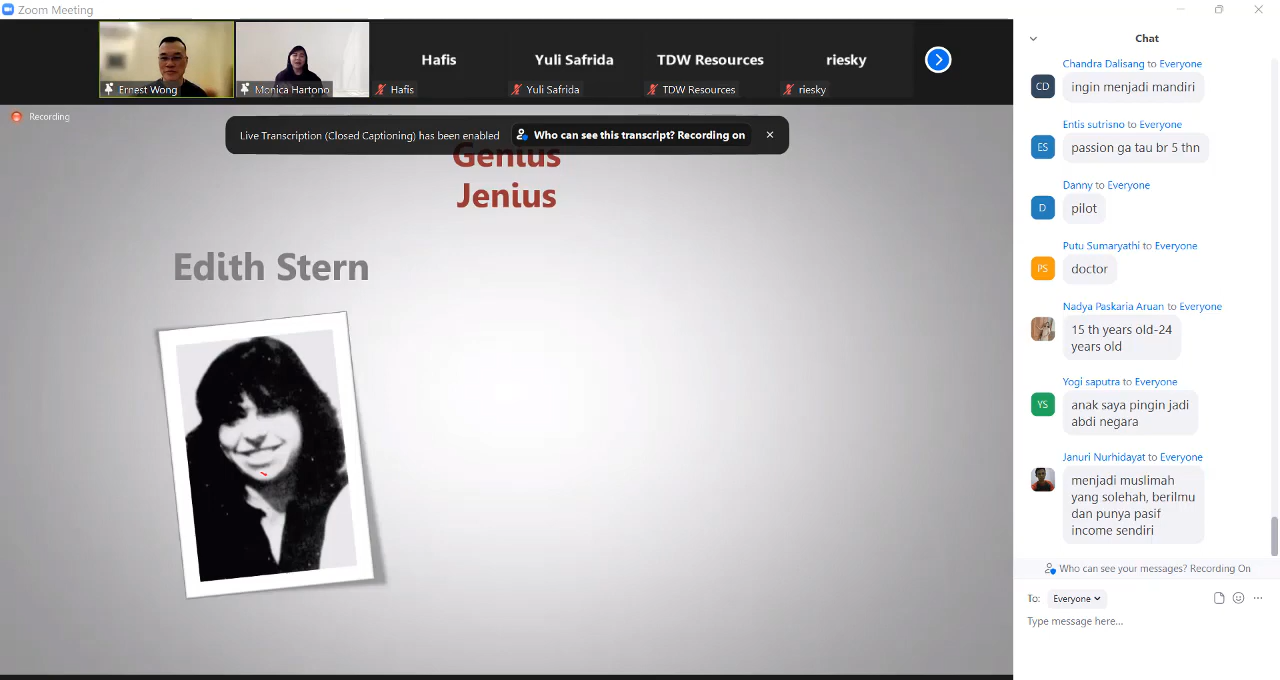 Zoom Meeting
Ernest Wong
Monica Hartono
Hafis
Hafis
Yuli Safrida
Yuli Safrida
TDW Resources
TDW Resources
riesky
riesky
Recording
Live Transcription (Closed Captioning) has been enabled
Who can see this transcript? Recording on
Genius
Jenius
Edith Stern
Chat
Chandra Dalisang to Everyone
CD
ingin menjadi mandiri
Entis sutrisno to Everyone
ES
passion ga tau br 5 thn
Danny to Everyone
D
pilot
Putu Sumaryathi to Everyone
PS
doctor
Nadya Paskaria Aruan to Everyone
15 th years old-24
years old
Yogi saputra to Everyone
YS
anak saya pingin jadi
abdi negara
Januri Nurhidayat to Everyone
menjadi muslimah
yang solehah, berilmu
dan punya pasif
income sendiri
Who can see your messages? Recording On
To: Everyone
Type message here...